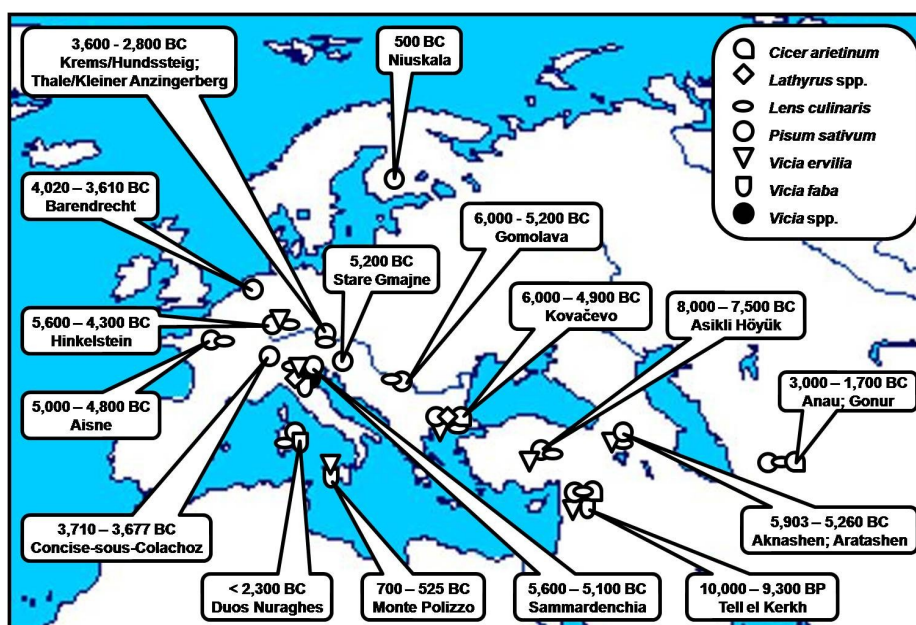 3,600 - 2,800 BC
Krems/Hundssteig;
Thale/Kleiner Anzingerberg
500 BC
Niuskala
Cicer arietinum
Lathyrus spp.
Lens culinaris
Pisum sativum
Vicia ervilia
Vicia faba
Vicia spp.
4,020 – 3,610 BC
Barendrecht
6,000 - 5,200 BC
Gomolava
5,200 BC
Stare Gmajne
6,000 – 4,900 BC
Kovačevo
8,000 – 7,500 BC
Asikli Höyük
5,600 – 4,300 BC
Hinkelstein
3,000 – 1,700 BC
Anau; Gonur
5,000 – 4,800 BC
Aisne
3,710 – 3,677 BC
Concise-sous-Colachoz
5,903 – 5,260 BC
Aknashen; Aratashen
< 2,300 BC
Duos Nuraghes
700 – 525 BC
Monte Polizzo
5,600 – 5,100 BC
Sammardenchia
10,000 – 9,300 BP
Tell el Kerkh